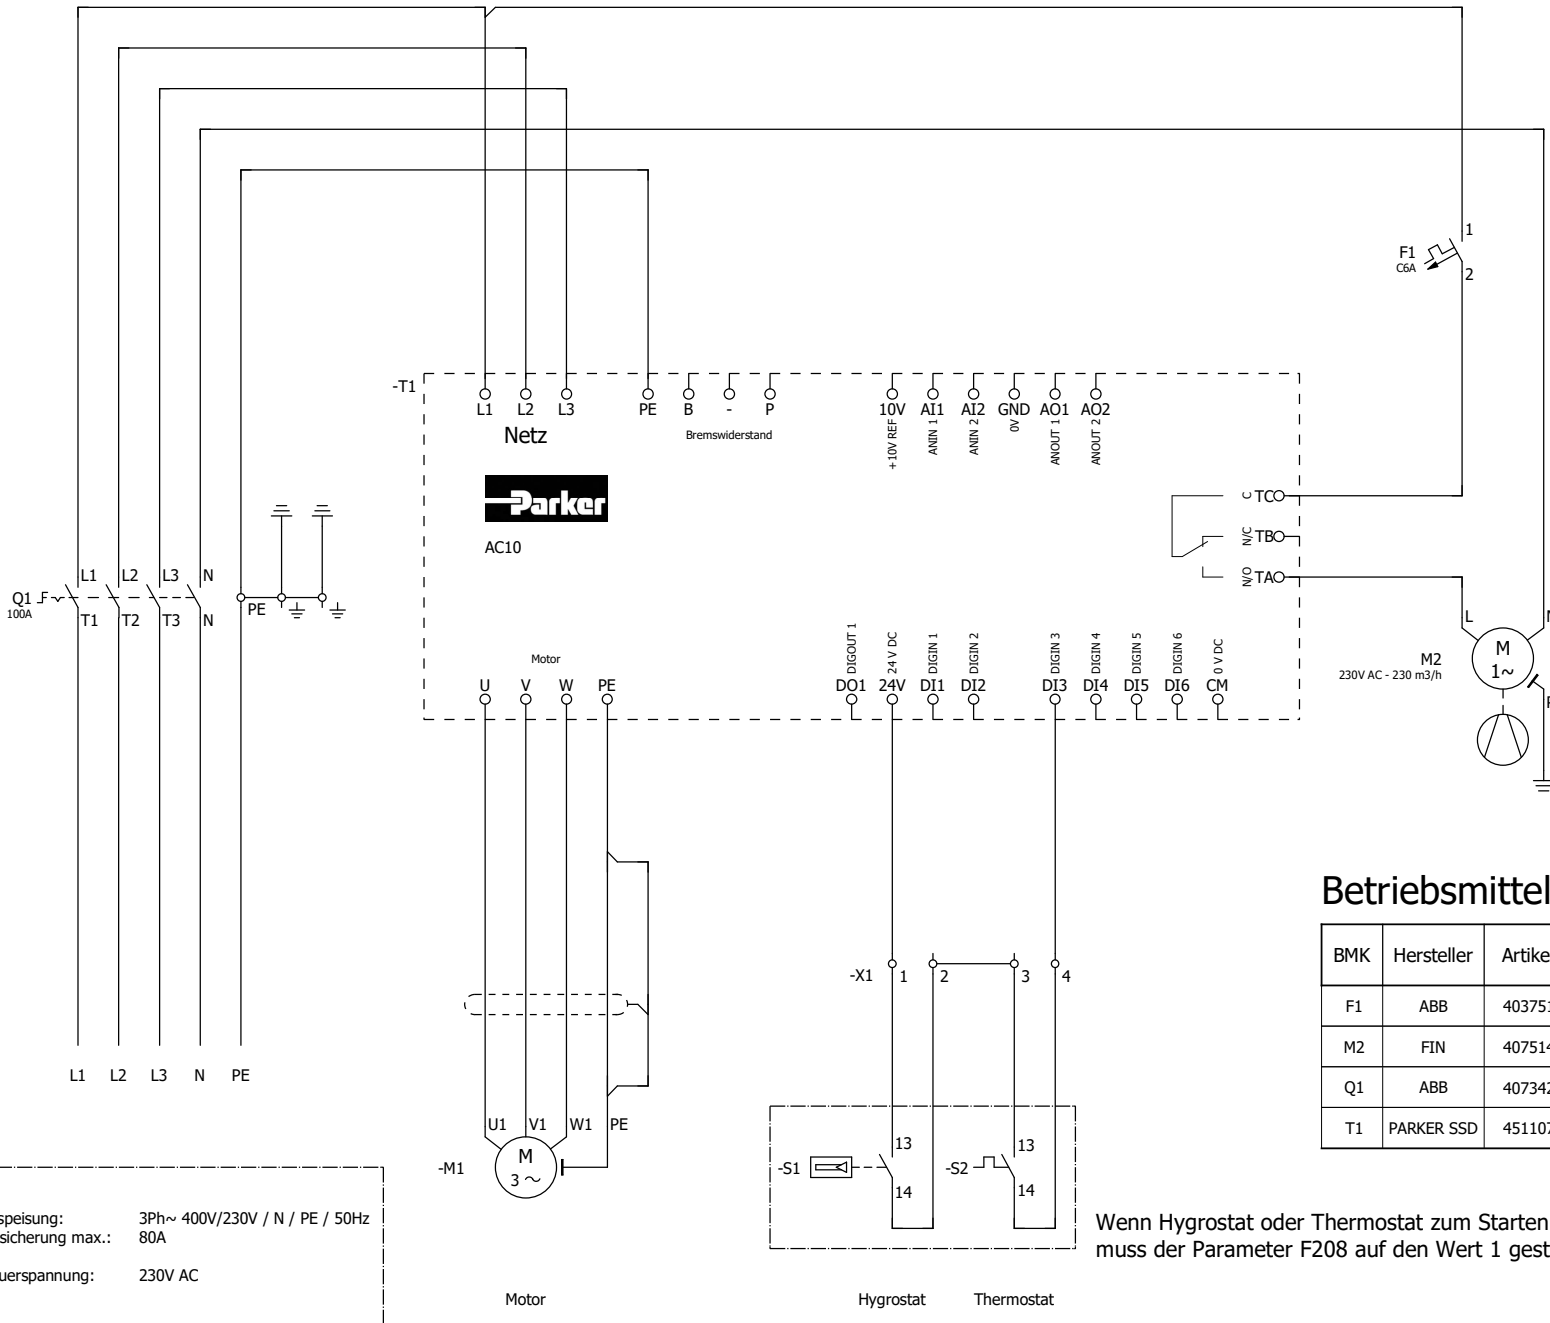 F1
C6A
1
2
-T1
L1 L2 L3 PE B - P 10V AI1 AI2 GND AO1 AO2
Netz
Bremswiderstand
+10V REF
ANIN 1
ANIN 2
0V
ANOUT 1
ANOUT 2
Parker
AC10
C TC
N/C TB
N/O TA
Q1
100A
L1 L2 L3 N
T1 T2 T3 N
PE
Motor
U V W PE
DIGOUT 1
24 V DC
DIGIN 1
DIGIN 2
DIGIN 3
DIGIN 4
DIGIN 5
DIGIN 6
0 V DC
DO1 24V DI1 DI2 DI3 DI4 DI5 DI6 CM
L
M2
230V AC - 230 m3/h
M
1~
Betriebsmittel
BMK Hersteller
F1 ABB
M2 FIN
Q1 ABB
T1 PARKER SSD
-X1 1 2 3 4
L1 L2 L3 N PE
U1 V1 W1 PE
-M1
M
3 ~
-S1
13
14
-S2
13
14
speisung: 3Ph~ 400V/230V / N / PE / 50Hz
sicherung max.: 80A
uerspannung: 230V AC
Wenn Hygrostat oder Thermostat zum Starten
muss der Parameter F208 auf den Wert 1 gest
Motor
Hygrostat Thermostat